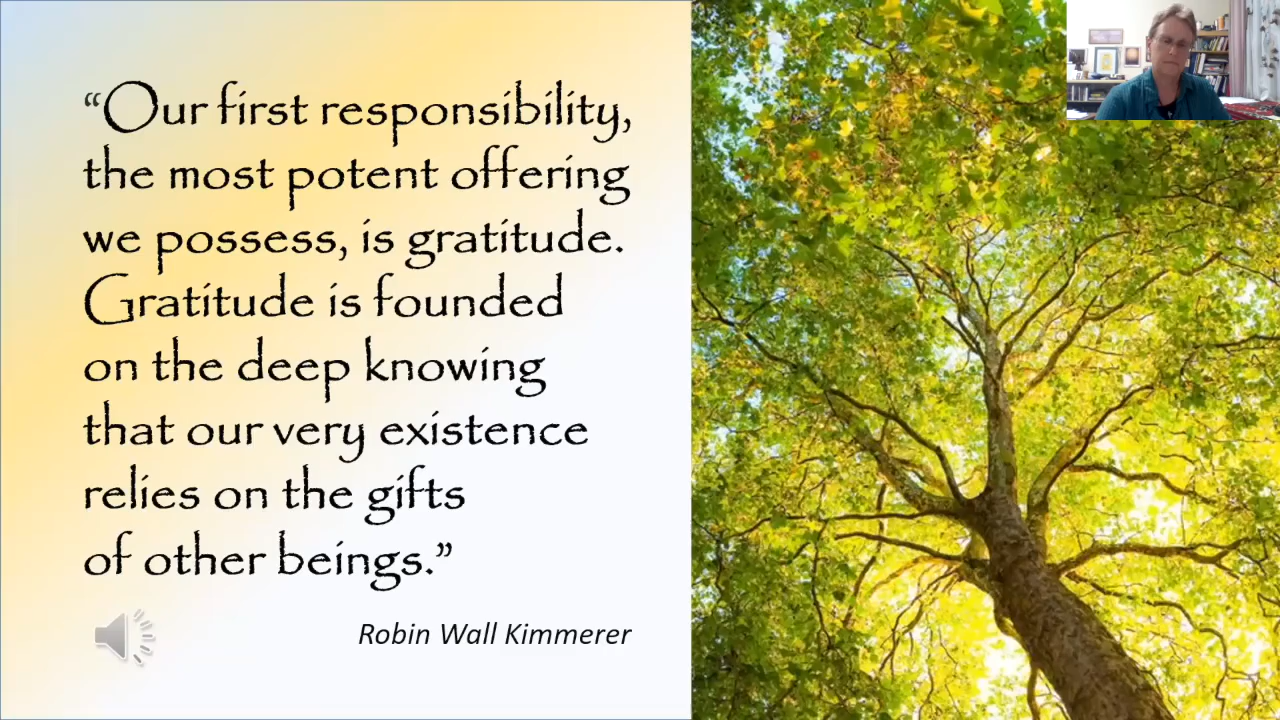 “Our first responsibility,
the most potent offering
we possess, is gratitude.
Gratitude is founded
on the deep knowing
that our very existence
relies on the gifts
of other beings.”
Robin Wall Kimmerer